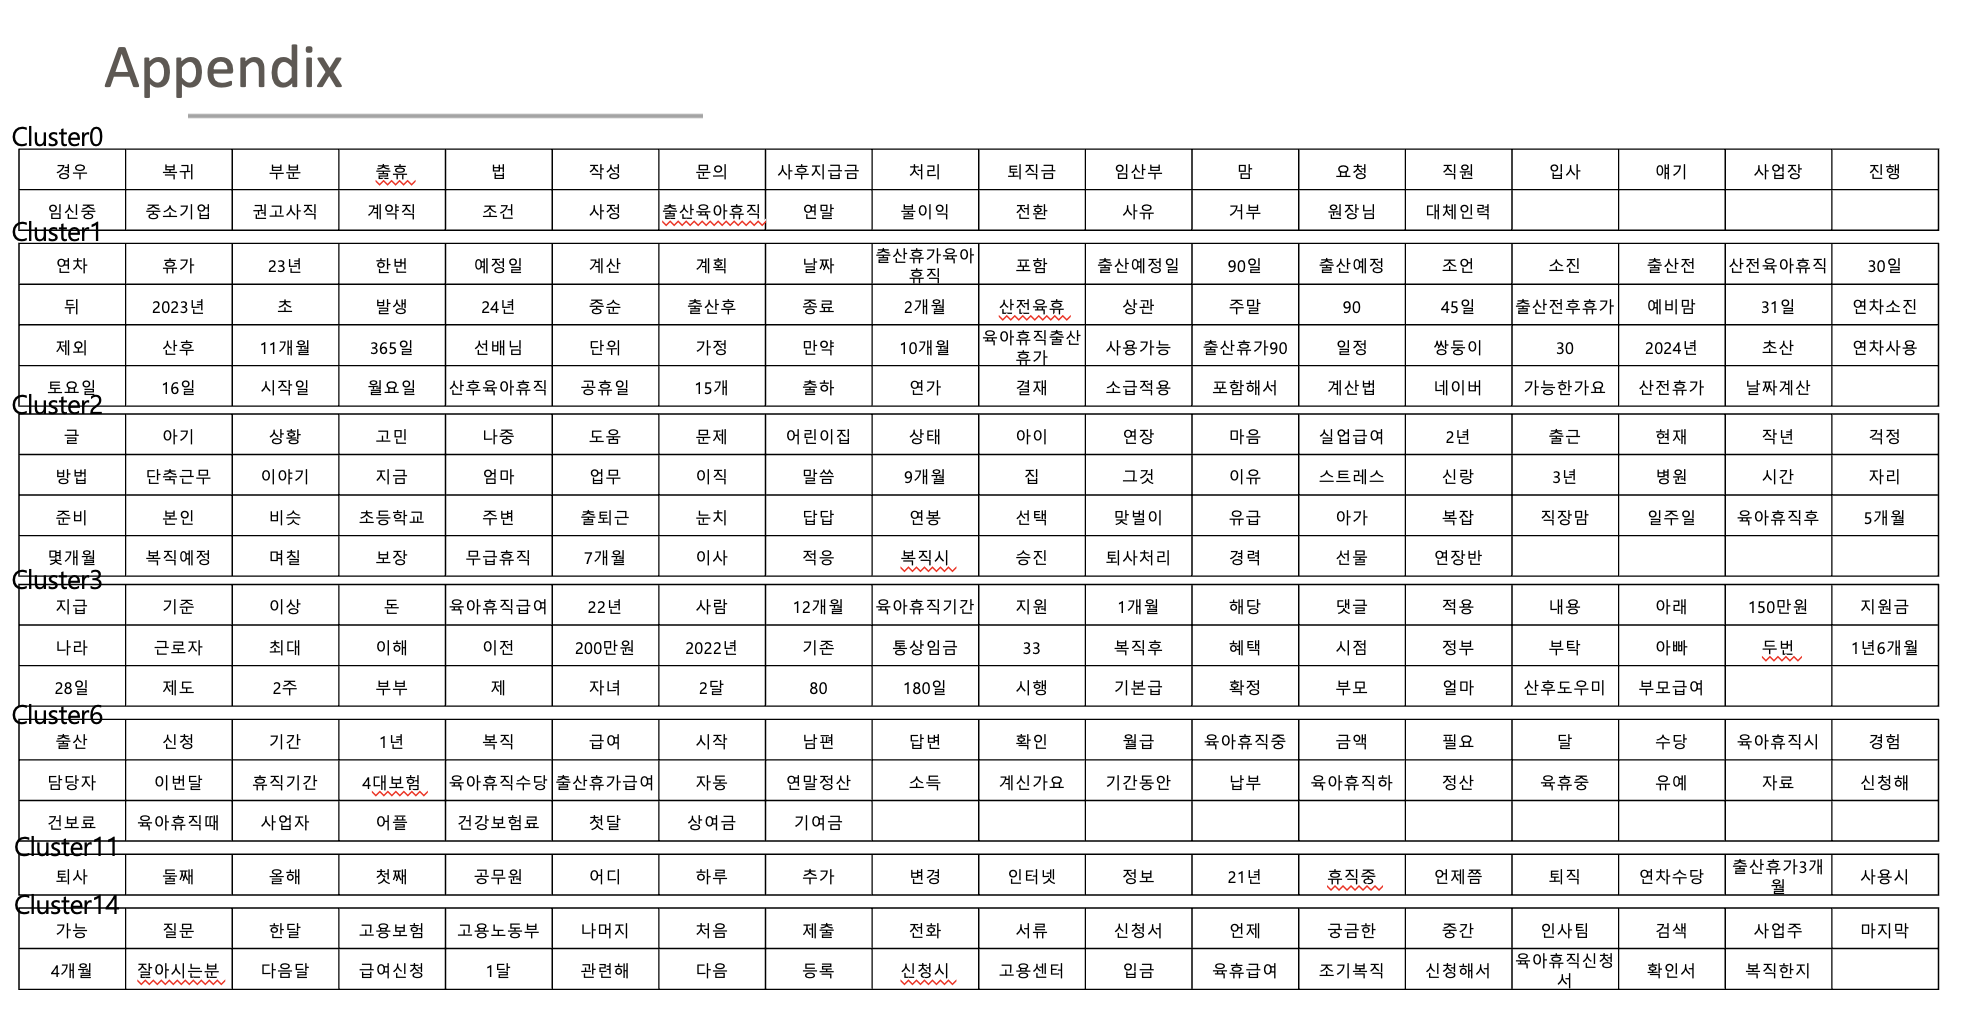 Appendix
Cluster0
경우 복귀 부분 출휴 법 작성 문의 사후지급금 처리 퇴직금 임산부 맘 요청 직원 입사 얘기 사업장 진행
임신중 중소기업 권고사직 계약직 조건 사정 출산육아휴직 연말 불이익 전환 사유 거부 원장님 대체인력
Cluster1
연차 휴가 23년 한번 예정일 계산 계획 날짜 출산휴가육아휴직 포함 출산예정일 90일 출산예정 조언 소진 출산전 산전육아휴직 30일
뒤 2023년 초 발생 24년 중순 출산후 종료 2개월 산전육휴 상관 주말 90 45일 출산전후휴가 예비맘 31일 연차소진
제외 산후 11개월 365일 선배님 단위 가정 만약 10개월 육아휴직출산휴가 사용가능 출산휴가90 일정 쌍둥이 30 2024년 초산 연차사용
토요일 16일 시작일 월요일 산후육아휴직 공휴일 15개 출하 연가 결재 소급적용 포함해서 계산법 네이버 가능한가요 산전휴가 날짜계산
Cluster2
글 아기 상황 고민 나중 도움 문제 어린이집 상태 아이 연장 마음 실업급여 2년 출근 현재 작년 걱정
방법 단축근무 이야기 지금 엄마 업무 이직 말씀 9개월 집 그것 이유 스트레스 신랑 3년 병원 시간 자리
준비 본인 비슷 초등학교 주변 출퇴근 눈치 답답 연봉 선택 맞벌이 유급 아가 복잡 직장맘 일주일 육아휴직후 5개월
몇개월 복직예정 며칠 보장 무급휴직 7개월 이사 적응 복직시 승진 퇴사처리 경력 선물 연장반
Cluster3
지급 기준 이상 돈 육아휴직급여 22년 사람 12개월 육아휴직기간 지원 1개월 해당 댓글 적용 내용 아래 150만원 지원금
나라 근로자 최대 이해 이전 200만원 2022년 기존 통상임금 33 복직후 혜택 시점 정부 부탁 아빠 두번 1년6개월
28일 제도 2주 부부 제 자녀 2달 80 180일 시행 기본급 확정 부모 얼마 산후도우미 부모급여
Cluster6
출산 신청 기간 1년 복직 급여 시작 남편 답변 확인 월급 육아휴직중 금액 필요 달 수당 육아휴직시 경험
담당자 이번달 휴직기간 4대보험 육아휴직수당 출산휴가급여 자동 연말정산 소득 계신가요 기간동안 납부 육아휴직하 정산 육휴중 유예 자료 신청해
건보료 육아휴직때 사업자 어플 건강보험료 첫달 상여금 기여금
Cluster11
퇴사 둘째 올해 첫째 공무원 어디 하루 추가 변경 인터넷 정보 21년 휴직중 언제쯤 퇴직 연차수당 출산휴가3개월 사용시
Cluster14
가능 질문 한달 고용보험 고용노동부 나머지 처음 제출 전화 서류 신청서 언제 궁금한 중간 인사팀 검색 사업주 마지막
4개월 잘아시는분 다음달 급여신청 1달 관련해 다음 등록 신청시 고용센터 입금 육휴급여 조기복직 신청해서 육아휴직신청서 확인서 복직한지